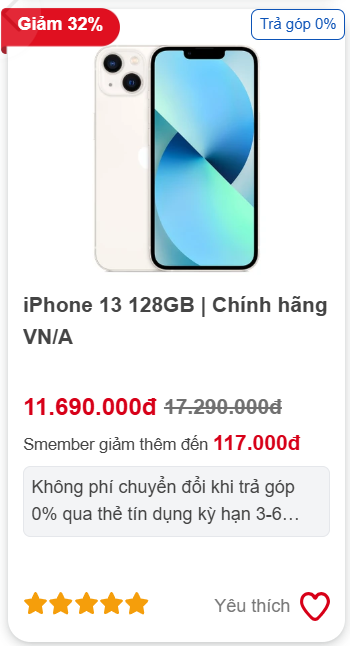 Giảm 32%
Trả góp 0%
iPhone 13 128GB | Chính hãng
VN/A
11.690.000đ 17.290.000đ
Smember giảm thêm đến 117.000đ
Không phí chuyển đổi khi trả góp
0% qua thẻ tín dụng kỳ hạn 3-6…
Yêu thích